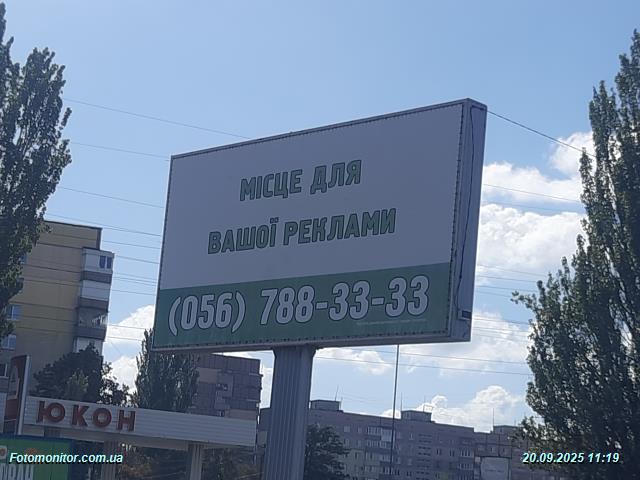 МІСЦЕ ДЛЯ
ВАШОЇ РЕКЛАМИ
(056) 788-33-33
ЮКОН
Fotomonitor.com.ua
20.09.2025 11:19